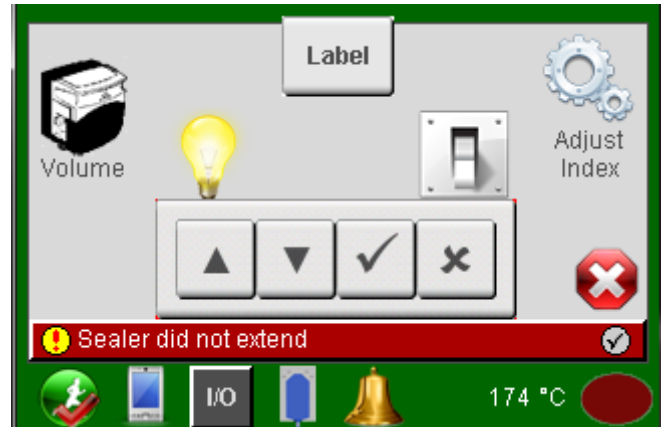 Label
Volume
Adjust
Index
Sealer did not extend
I/O
174 °C